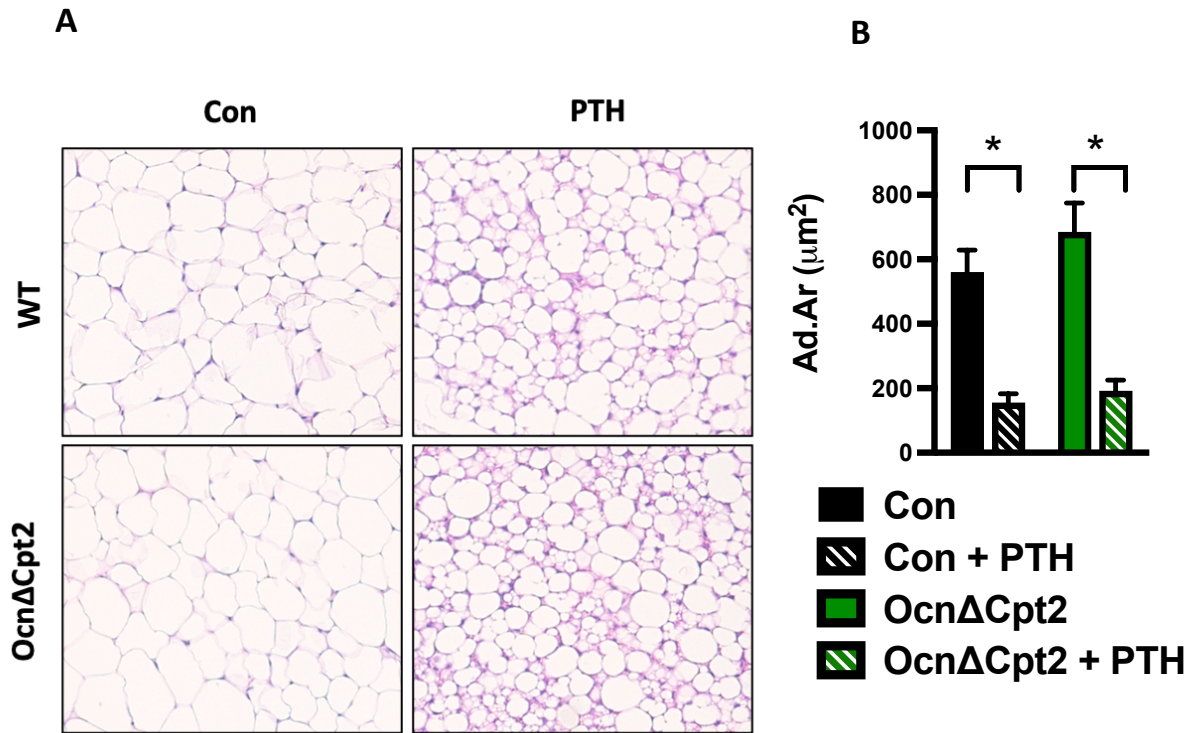 A
B
Con
PTH
WT
OcnΔCpt2
Ad.Ar (μm²)
1000
800
600
400
200
0
*
*
Con
Con + PTH
OcnΔCpt2
OcnΔCpt2 + PTH